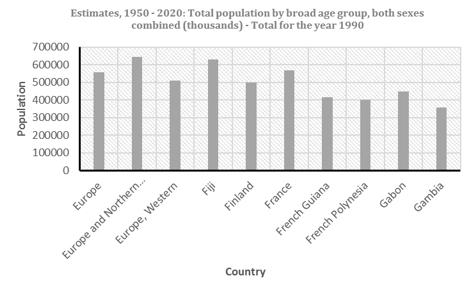 Estimates, 1950 - 2020: Total population by broad age group, both sexes
combined (thousands) - Total for the year 1990
700000
600000
500000
400000
300000
200000
100000
0
Population
Europe
Europe and Northern...
Europe, Western
Fiji
Finland
France
French Guiana
French Polynesia
Gabon
Gambia
Country